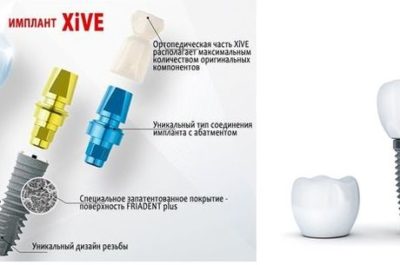 ИМПЛАНТ XiVE
Ортопедическая часть XiVE
располагает максимальным
количеством оригинальных
компонентов
Уникальный тип соединения
импланта с абатментом
Специальное запатентованное покрытие -
поверхность FRIADENT plus
Уникальный дизайн резьбы